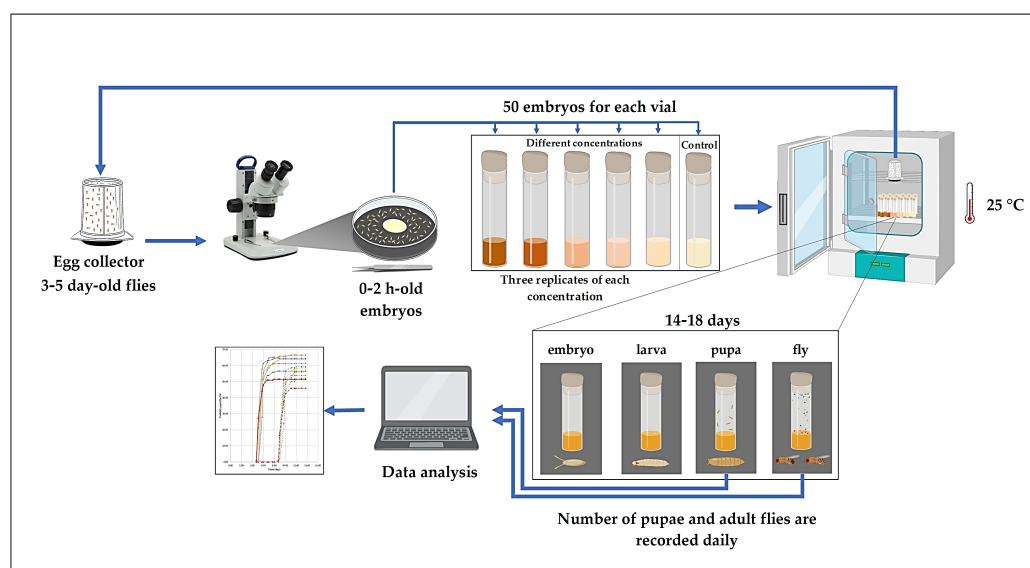 50 embryos for each vial
Different concentrations
Control
25 °C
Egg collector
3-5 day-old flies
0-2 h-old
embryos
Three replicates of each
concentration
14-18 days
embryo
larva
pupa
fly
Data analysis
Number of pupae and adult flies are
recorded daily